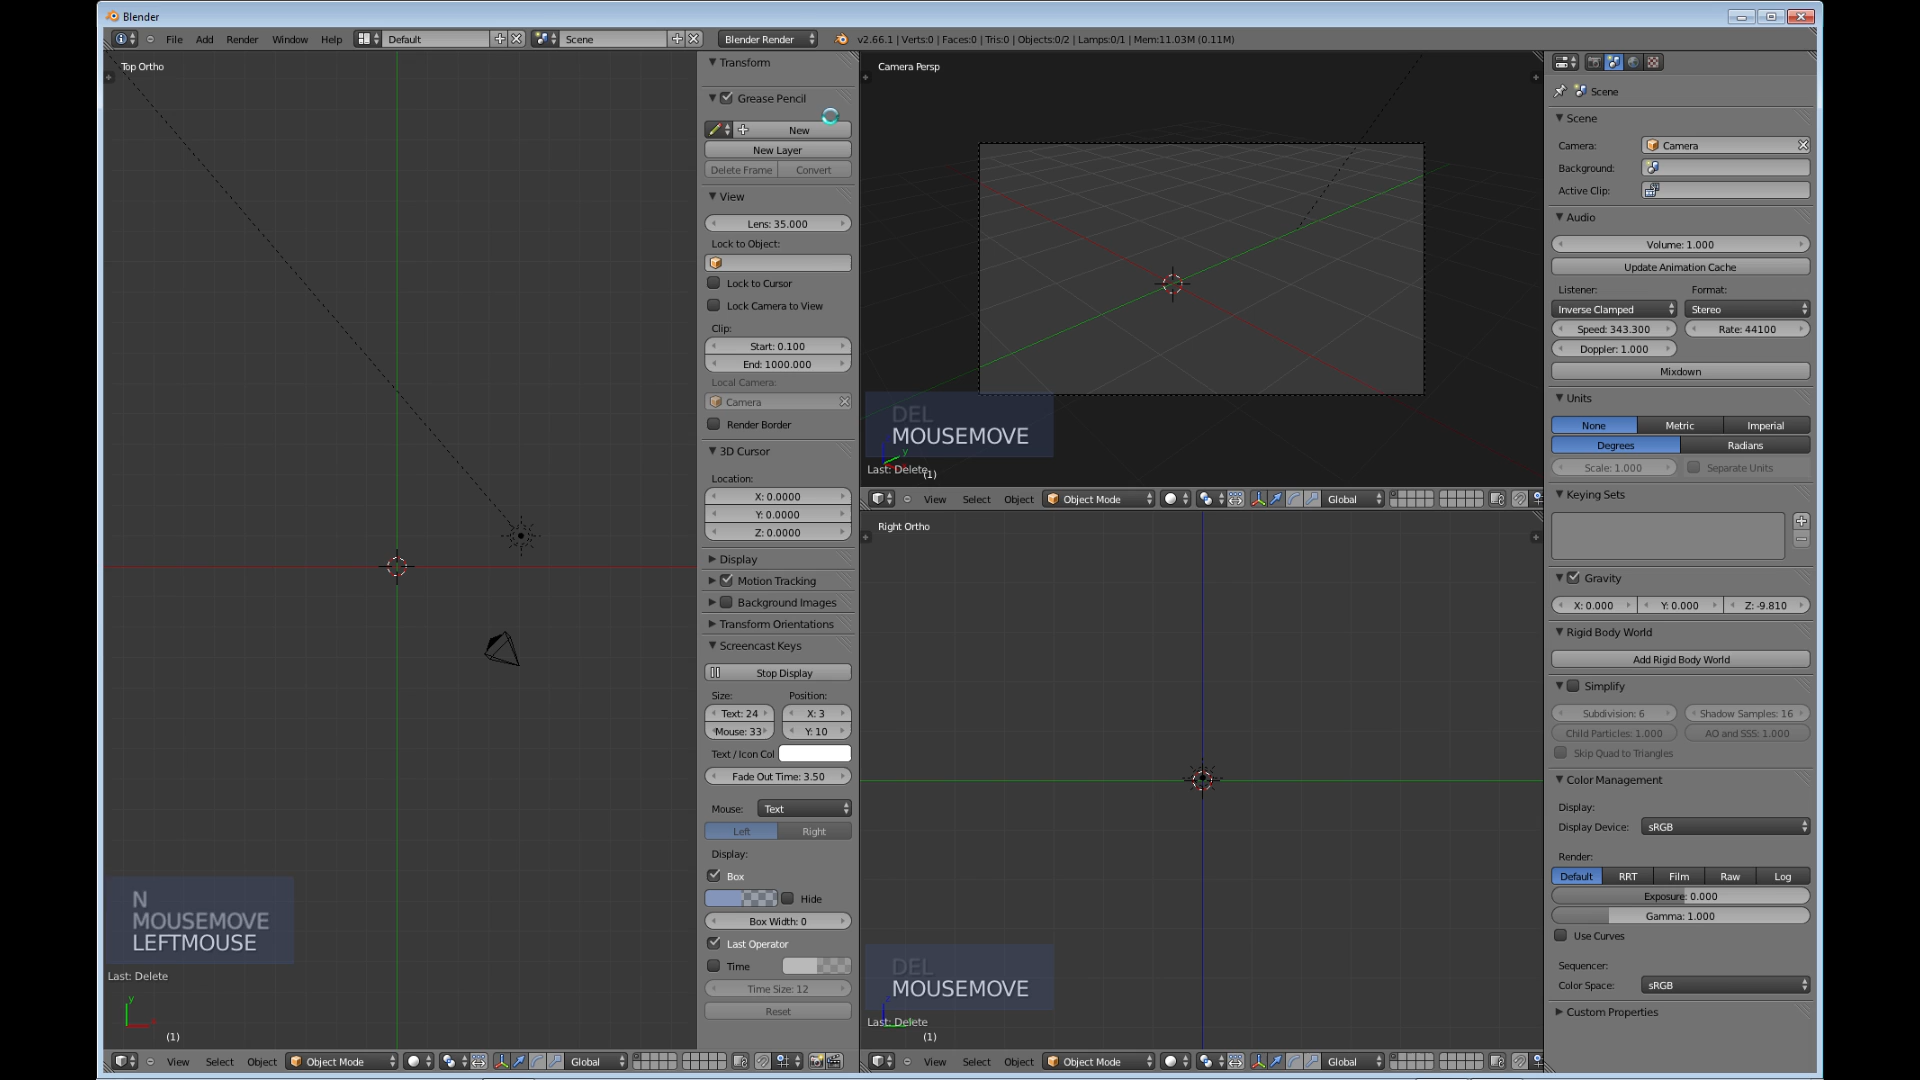 Blender
File Add Render Window Help Default Scene Blender Render v2.66.1 | Verts:0 | Faces:0 | Tris:0 | Objects:0/2 | Lamps:0/1 | Mem:11.03M (0.11M)
Top Ortho
N
MOUSEMOVE
LEFTMOUSE
Last: Delete
y
(1)
View Select Object Object Mode Global
Transform
Grease Pencil
New
New Layer
Delete Frame Convert
View
Lens: 35.000
Lock to Object:
Lock to Cursor
Lock Camera to View
Clip:
Start: 0.100
End: 1000.000
Local Camera:
Camera
Render Border
3D Cursor
Location:
X: 0.0000
Y: 0.0000
Z: 0.0000
Display
Motion Tracking
Background Images
Transform Orientations
Screencast Keys
Stop Display
Size: Position:
Text: 24 X: 3
Mouse: 33 Y: 10
Text / Icon Col
Fade Out Time: 3.50
Mouse: Text
Left Right
Display:
Box
Hide
Box Width: 0
Last Operator
Time
Time Size: 12
Reset
Camera Persp
DEL
MOUSEMOVE
y
Last: Delete
(1)
View Select Object Object Mode Global
Right Ortho
DEL
MOUSEMOVE
Last: Delete
(1)
View Select Object Object Mode Global
Scene
Scene
Camera: Camera
Background:
Active Clip:
Audio
Volume: 1.000
Update Animation Cache
Listener: Format:
Inverse Clamped Stereo
Speed: 343.300 Rate: 44100
Doppler: 1.000
Mixdown
Units
None Metric Imperial
Degrees Radians
Scale: 1.000 Separate Units
Keying Sets
Gravity
X: 0.000 Y: 0.000 Z: -9.810
Rigid Body World
Add Rigid Body World
Simplify
Subdivision: 6 Shadow Samples: 16
Child Particles: 1.000 AO and SSS: 1.000
Skip Quad to Triangles
Color Management
Display:
Display Device: sRGB
Render:
Default RRT Film Raw Log
Exposure: 0.000
Gamma: 1.000
Use Curves
Sequencer:
Color Space: sRGB
Custom Properties